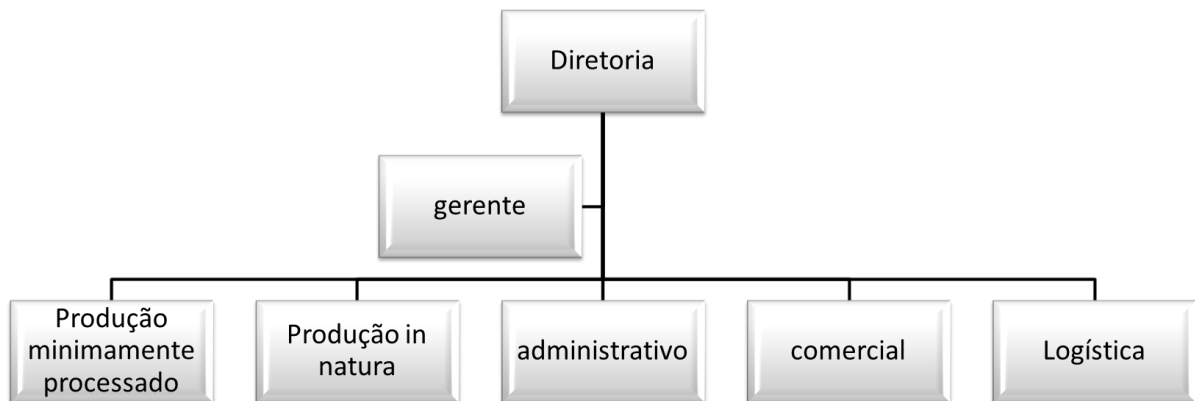 Diretoria
gerente
Produção
minimamente
processado
Produção in
natura
administrativo
comercial
Logística